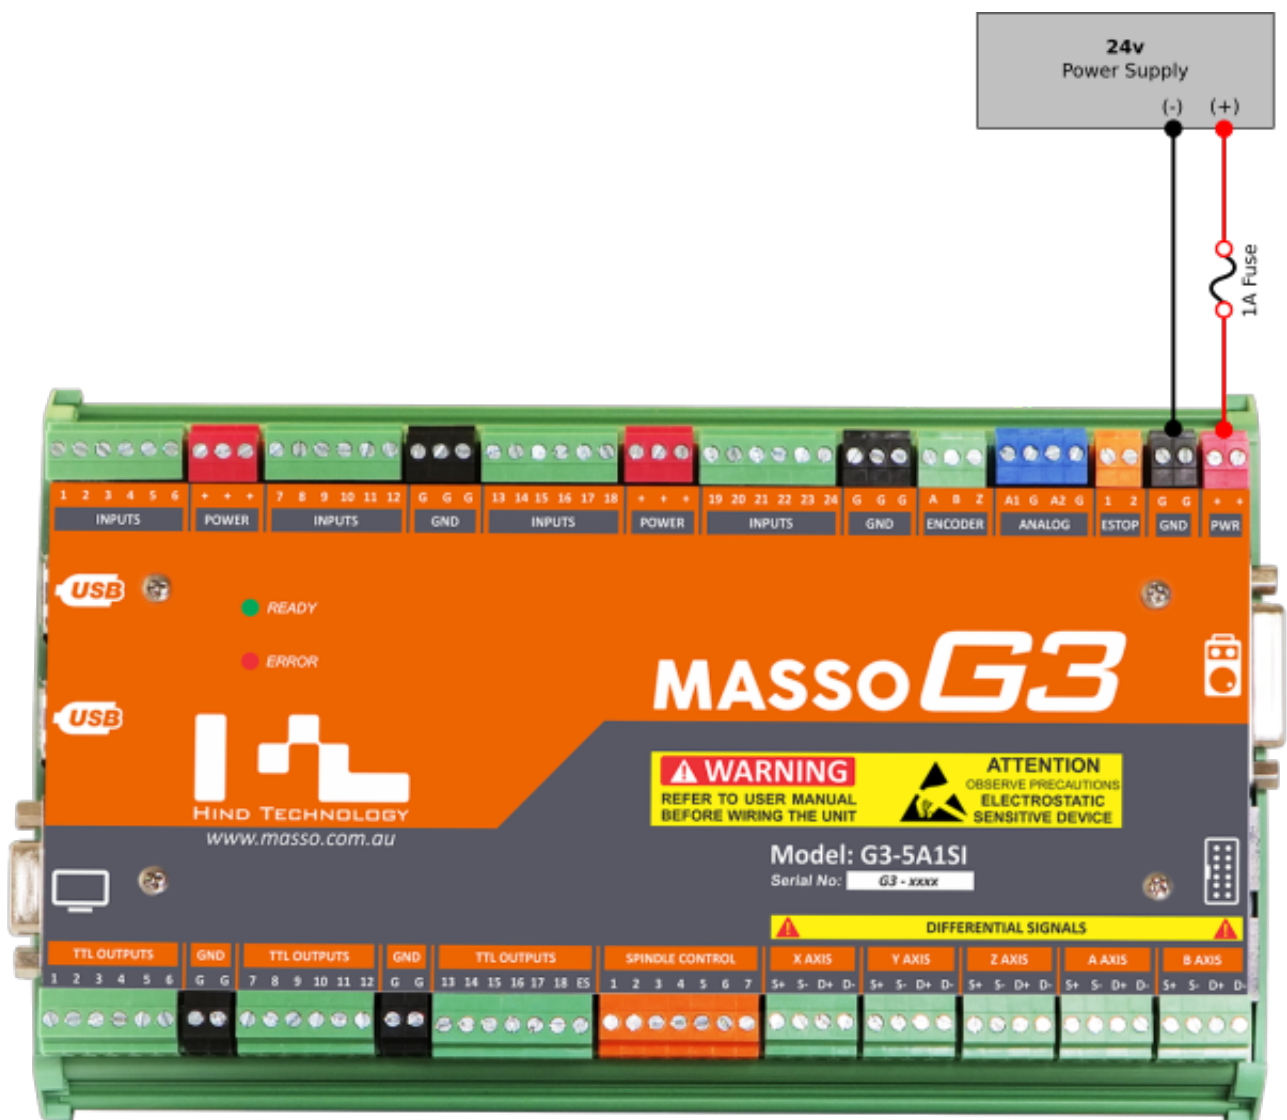 24v
Power Supply
(-) (+)
1A Fuse
1 2 3 4 5 6 + + + 7 8 9 10 11 12 G G G 13 14 15 16 17 18 + + + 19 20 21 22 23 24 G G G A B Z A1 G A2 G 1 2 G G + +
INPUTS POWER INPUTS GND INPUTS POWER INPUTS GND ENCODER ANALOG ESTOP GND PWR
USB
READY
ERROR
USB
MASSO G3
HIND TECHNOLOGY
www.masso.com.au
WARNING
REFER TO USER MANUAL
BEFORE WIRING THE UNIT
ATTENTION
OBSERVE PRECAUTIONS
ELECTROSTATIC
SENSITIVE DEVICE
Model: G3-5A1SI
Serial No: G3 - xxxx
DIFFERENTIAL SIGNALS
TTL OUTPUTS GND TTL OUTPUTS GND TTL OUTPUTS SPINDLE CONTROL X AXIS Y AXIS Z AXIS A AXIS B AXIS
1 2 3 4 5 6 G G 7 8 9 10 11 12 G G 13 14 15 16 17 18 ES 1 2 3 4 5 6 7 S+ S- D+ D- S+ S- D+ D- S+ S- D+ D- S+ S- D+ D- S+ S- D+ D-